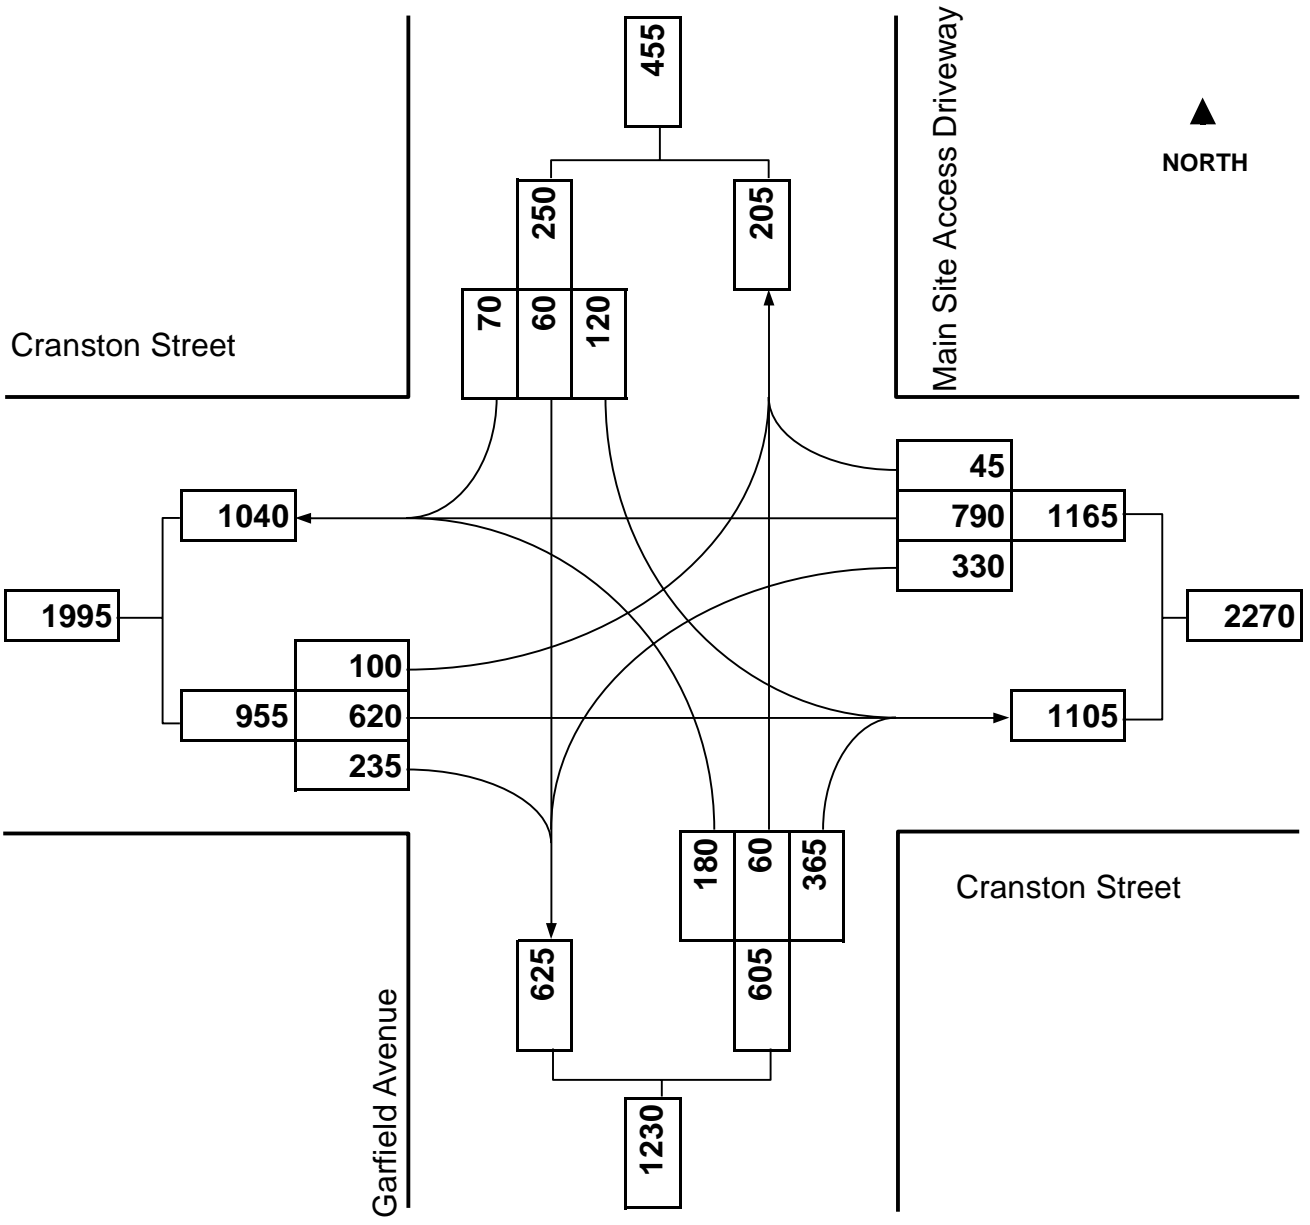 455
Main Site Access Driveway
NORTH
250
205
70 60 120
Cranston Street
45
1040
790 1165
330
1995
2270
100
955 620
1105
235
180 60 365
Cranston Street
625
605
Garfield Avenue
1230